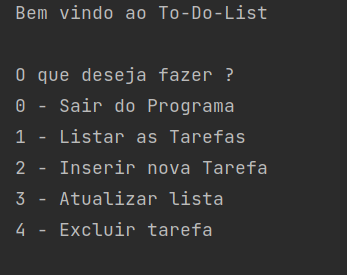 Bem vindo ao To-Do-List
O que deseja fazer ?
0 - Sair do Programa
1 - Listar as Tarefas
2 - Inserir nova Tarefa
3 - Atualizar lista
4 - Excluir tarefa